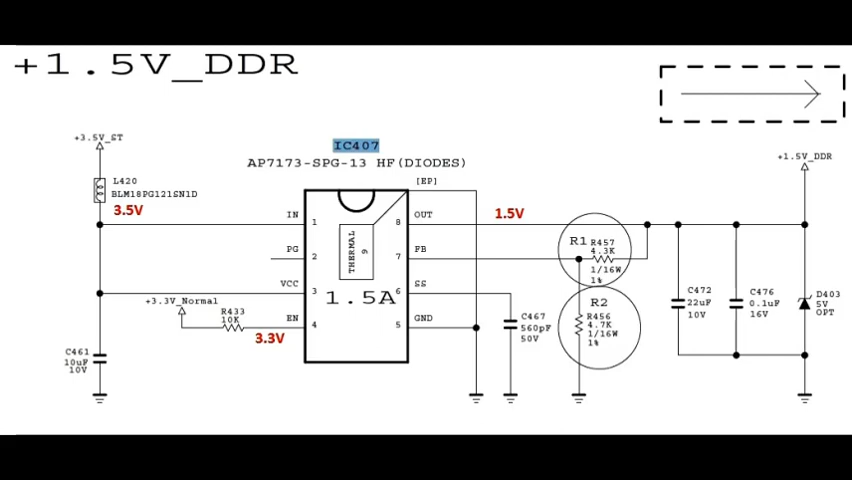 +1.5V_DDR
+3.5V_ST
IC407
AP7173-SPG-13 HF(DIODES)
+1.5V_DDR
L420
BLM18PG121SN1D
3.5V
[EP]
IN
1
8
OUT
1.5V
THERMAL
9
R1
R457
4.3K
1/16W
1%
PG
2
7
FB
VCC
3
6
SS
1.5A
+3.3V_Normal
R433
10K
EN
4
5
GND
3.3V
C467
560pF
50V
R2
R456
4.7K
1/16W
1%
C472
22uF
10V
C476
0.1uF
16V
D403
5V
OPT
C461
10uF
10V